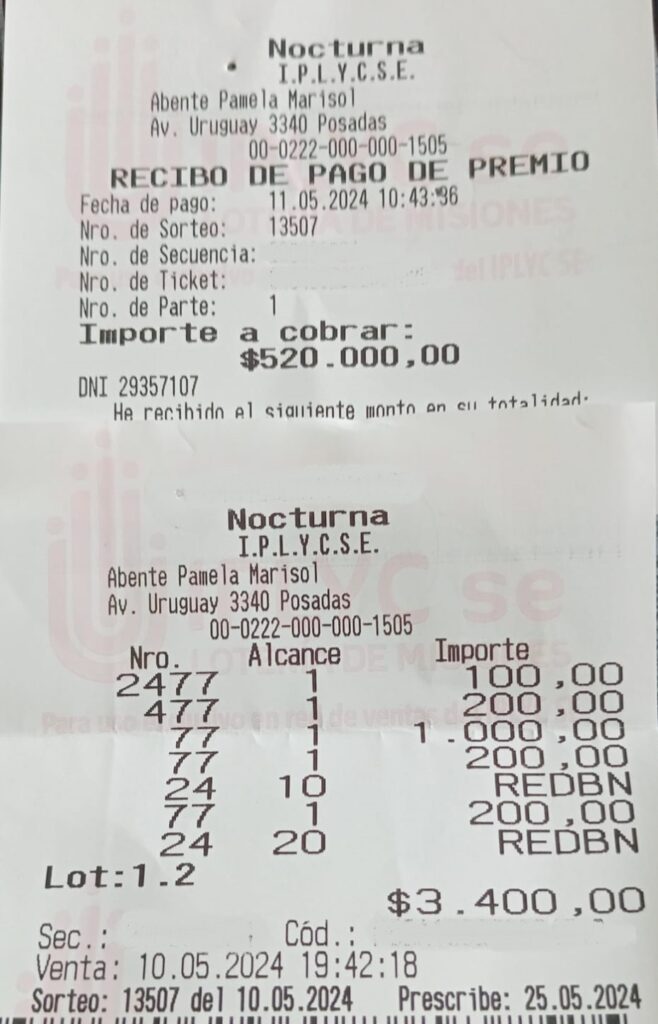 Nocturna
I.P.L.Y.C.S.E.
Abente Pamela Marisol
Av. Uruguay 3340 Posadas
00-0222-000-000-1505
RECIBO DE PAGO DE PREMIO
Fecha de pago: 11.05.2024 10:43:36
Nro. de Sorteo: 13507
Nro. de Secuencia:
Nro. de Ticket:
Nro. de Parte: 1
Importe a cobrar:
$520.000,00
DNI 29357107
He recibido el siguiente monto en su totalidad:
Nocturna
I.P.L.Y.C.S.E.
Abente Pamela Marisol
Av. Uruguay 3340 Posadas
00-0222-000-000-1505
Nro. Alcance Importe
2477 1 100,00
477 1 200,00
77 1 1.000,00
77 1 200,00
24 10 REDBN
77 1 200,00
24 20 REDBN
Lot:1.2
$3.400,00
Sec.: Cód.:
Venta: 10.05.2024 19:42:18
Sorteo: 13507 del 10.05.2024 Prescribe: 25.05.2024